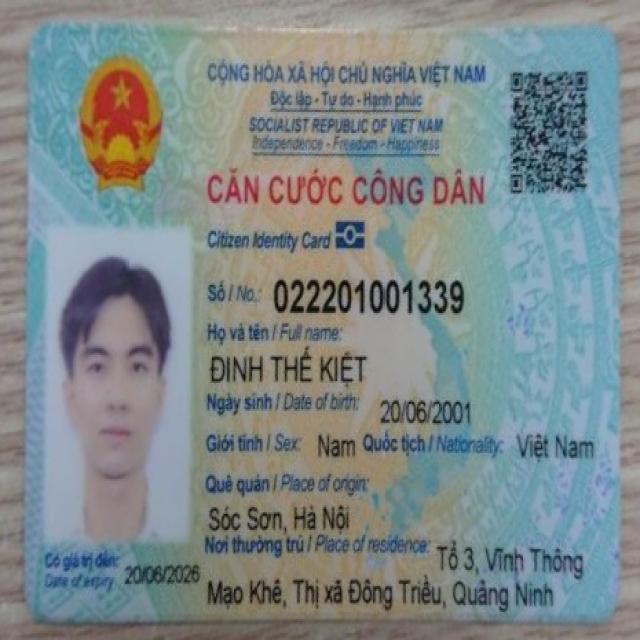 CỘNG HÒA XÃ HỘI CHỦ NGHĨA VIỆT NAM
Độc lập - Tự do - Hạnh phúc
SOCIALIST REPUBLIC OF VIET NAM
Independence - Freedom - Happiness
CĂN CƯỚC CÔNG DÂN
Citizen Identity Card
Số / No.: 022201001339
Họ và tên / Full name:
ĐINH THẾ KIỆT
Ngày sinh / Date of birth: 20/06/2001
Giới tính / Sex: Nam Quốc tịch / Nationality: Việt Nam
Quê quán / Place of origin:
Sóc Sơn, Hà Nội
Nơi thường trú / Place of residence: Tổ 3, Vĩnh Thông
Mạo Khê, Thị xã Đông Triều, Quảng Ninh
Có giá trị đến:
Date of expiry 20/06/2026